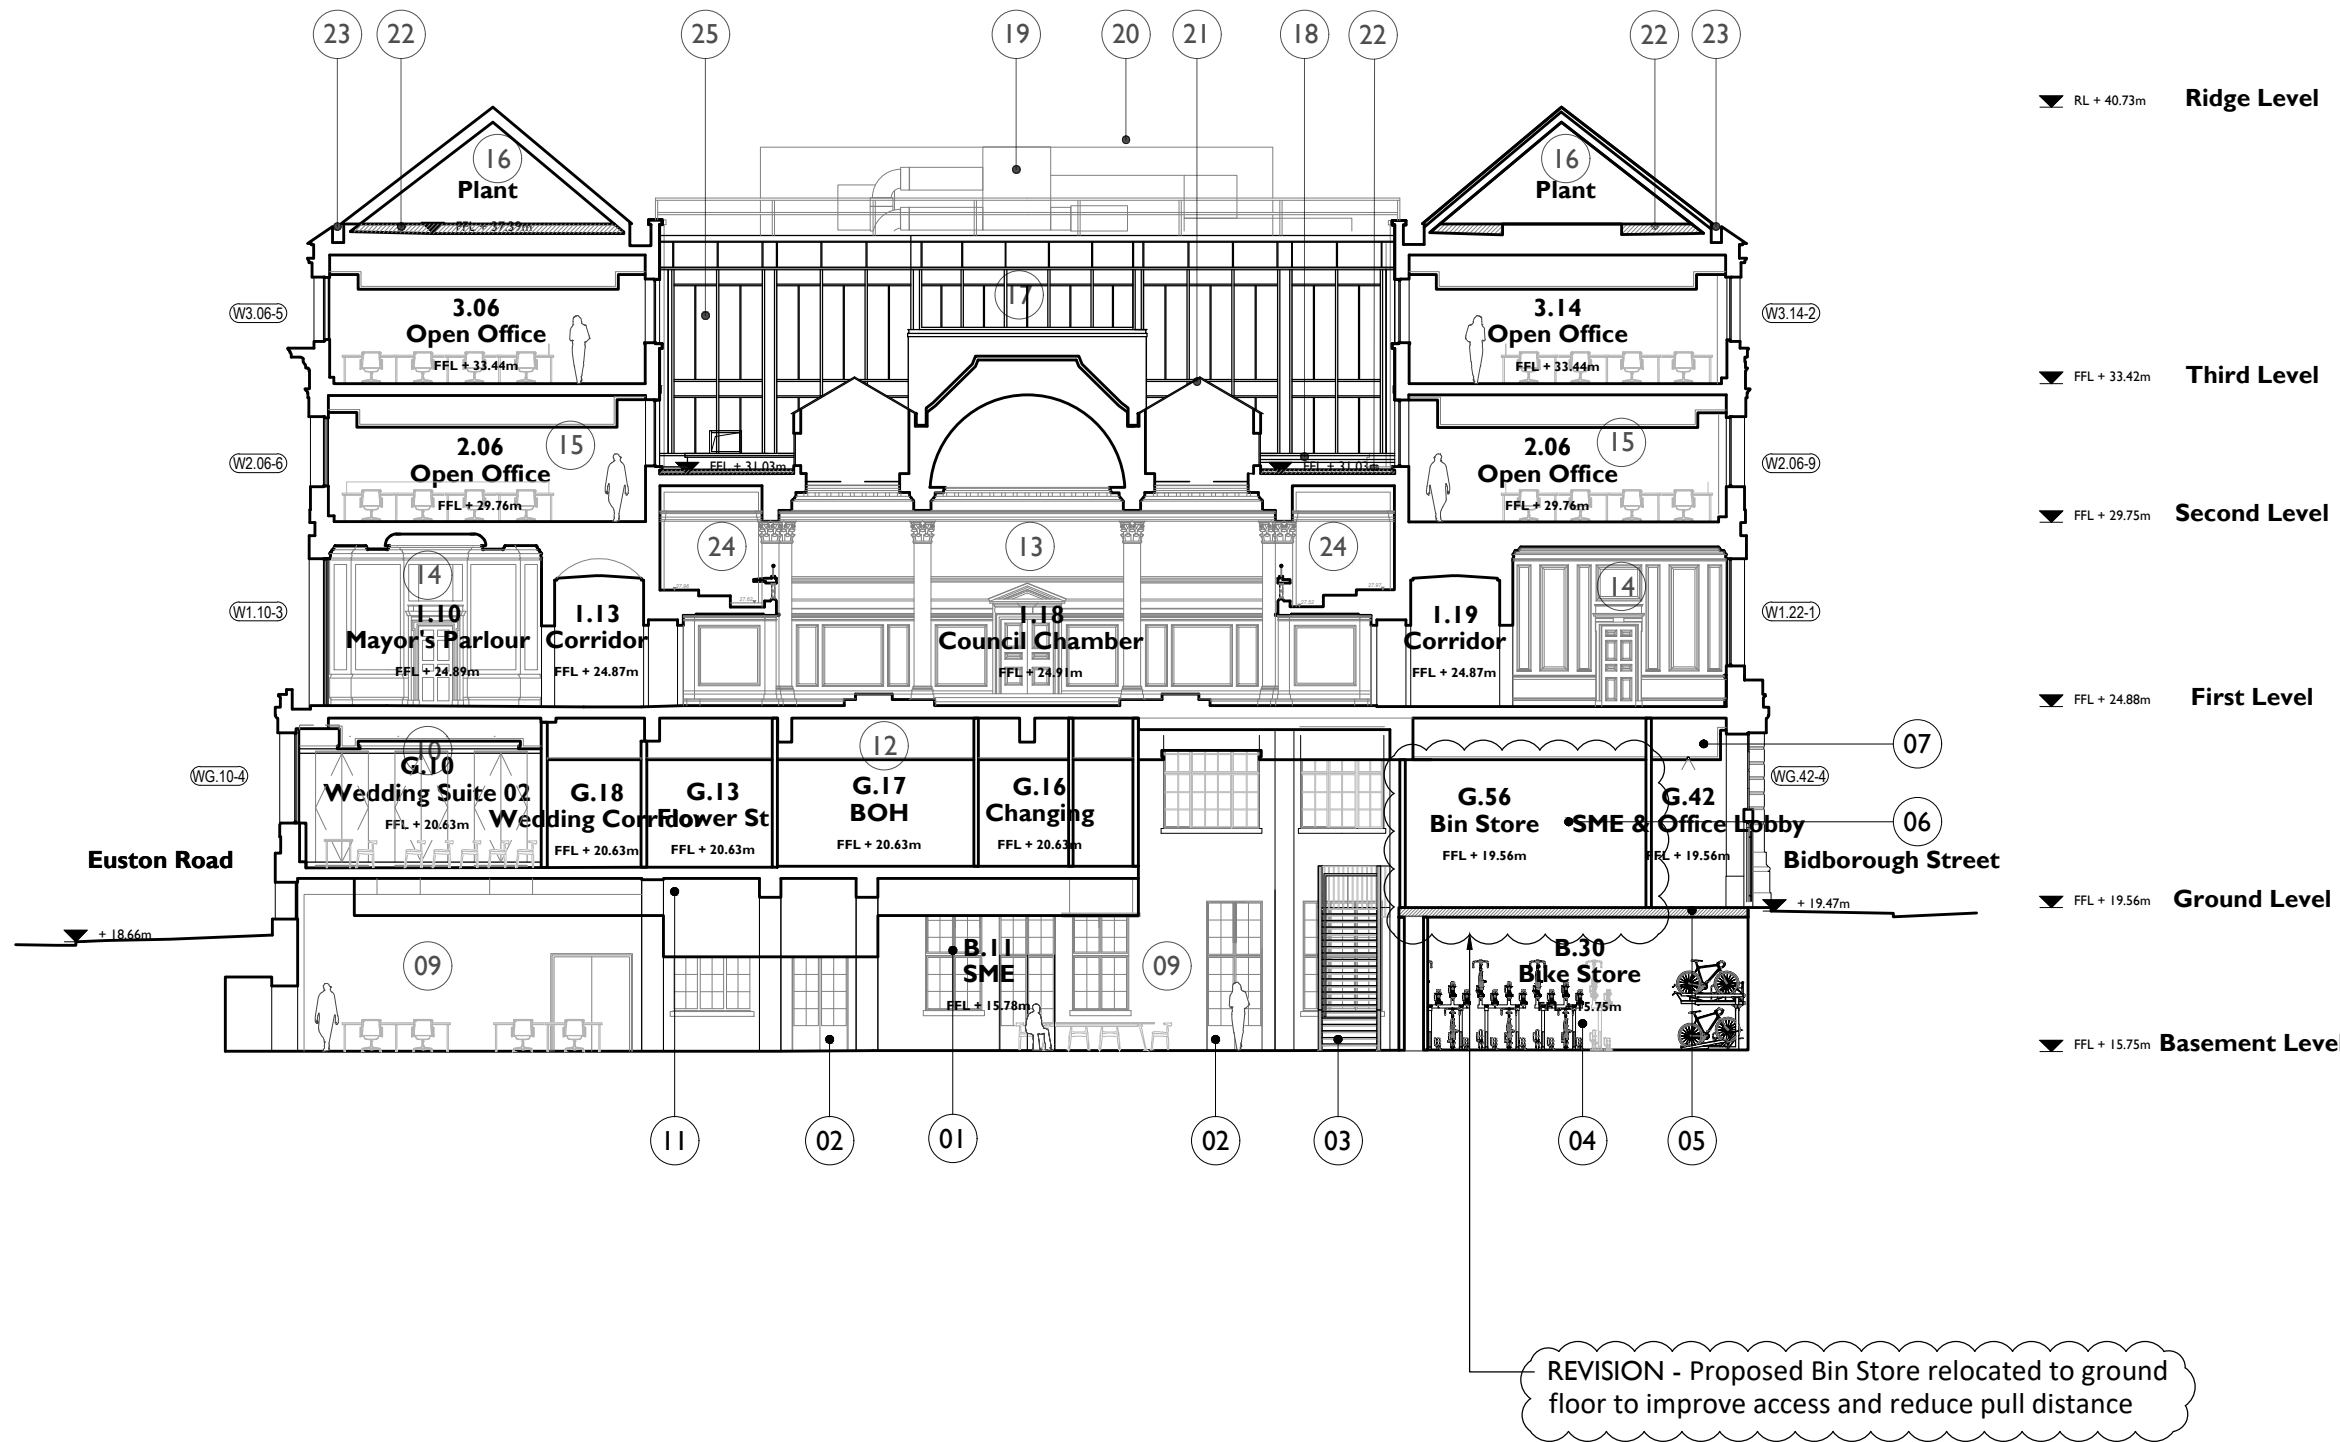 23
22
25
19
20
21
18
22
22
23
RL + 40.73m
Ridge Level
16
Plant
16
Plant
FFL + 37.39m
17
W3.06-5
3.06
Open Office
FFL + 33.44m
3.14
Open Office
FFL + 33.44m
W3.14-2
FFL + 33.42m
Third Level
W2.06-6
2.06
15
Open Office
FFL + 29.76m
FFL + 31.03m
FFL + 31.03m
2.06
15
Open Office
FFL + 29.76m
W2.06-9
FFL + 29.75m
Second Level
24
13
24
27.62
27.62
W1.10-3
14
1.10
Mayor's Parlour
FFL + 24.89m
1.13
Corridor
FFL + 24.87m
1.18
Council Chamber
FFL + 24.91m
1.19
Corridor
FFL + 24.87m
14
W1.22-1
FFL + 24.88m
First Level
WG.10-4
10
G.10
Wedding Suite 02
FFL + 20.63m
G.18
Wedding Corridor
FFL + 20.63m
G.13
Flower St
FFL + 20.63m
12
G.17
BOH
FFL + 20.63m
G.16
Changing
FFL + 20.63m
G.56
Bin Store
FFL + 19.56m
G.42
SME & Office Lobby
FFL + 19.56m
WG.42-4
07
06
Euston Road
Bidborough Street
+ 18.66m
+ 19.47m
FFL + 19.56m
Ground Level
09
B.11
SME
FFL + 15.78m
09
B.30
Bike Store
FFL + 15.75m
FFL + 15.75m
Basement Level
11
02
01
02
03
04
05
REVISION - Proposed Bin Store relocated to ground
floor to improve access and reduce pull distance